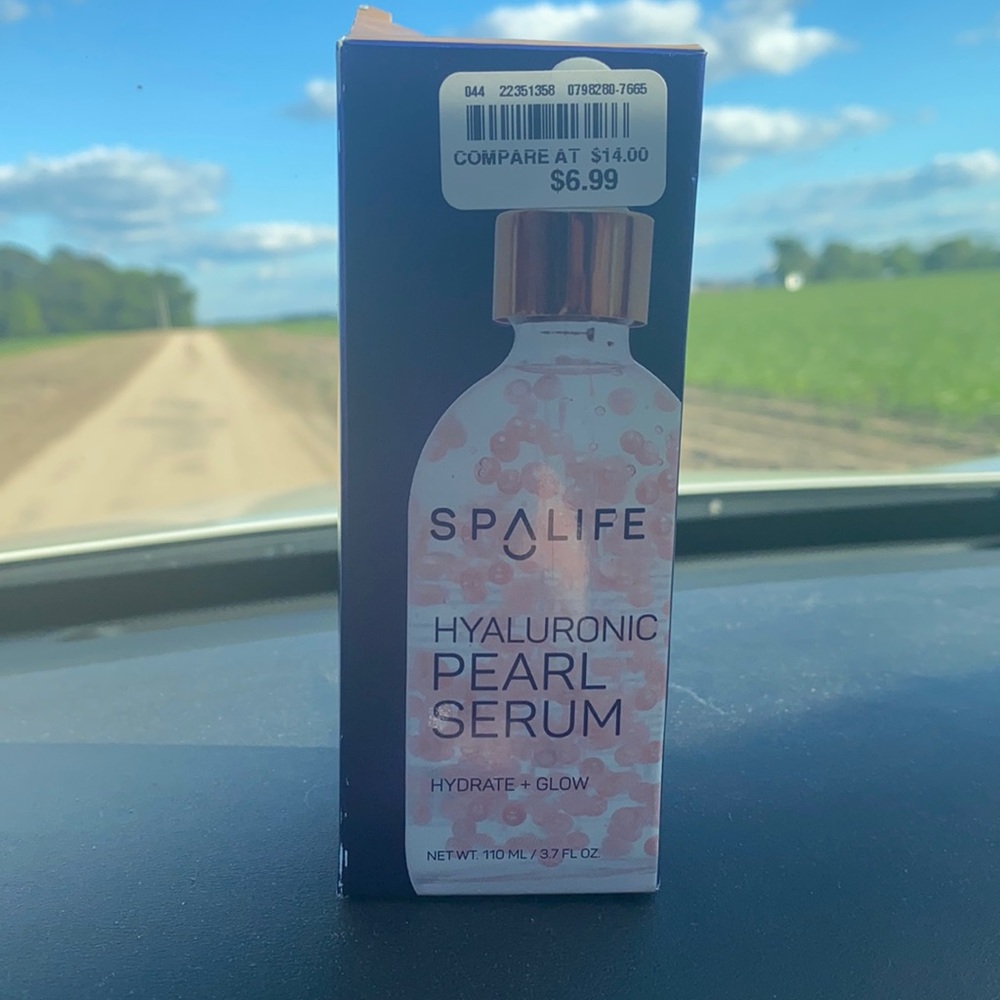 044 22351358 0798280-7665
COMPARE AT $14.00
$6.99
SPALIFE
HYALURONIC
PEARL
SERUM
HYDRATE + GLOW
NET WT. 110 ML / 3.7 FL OZ.